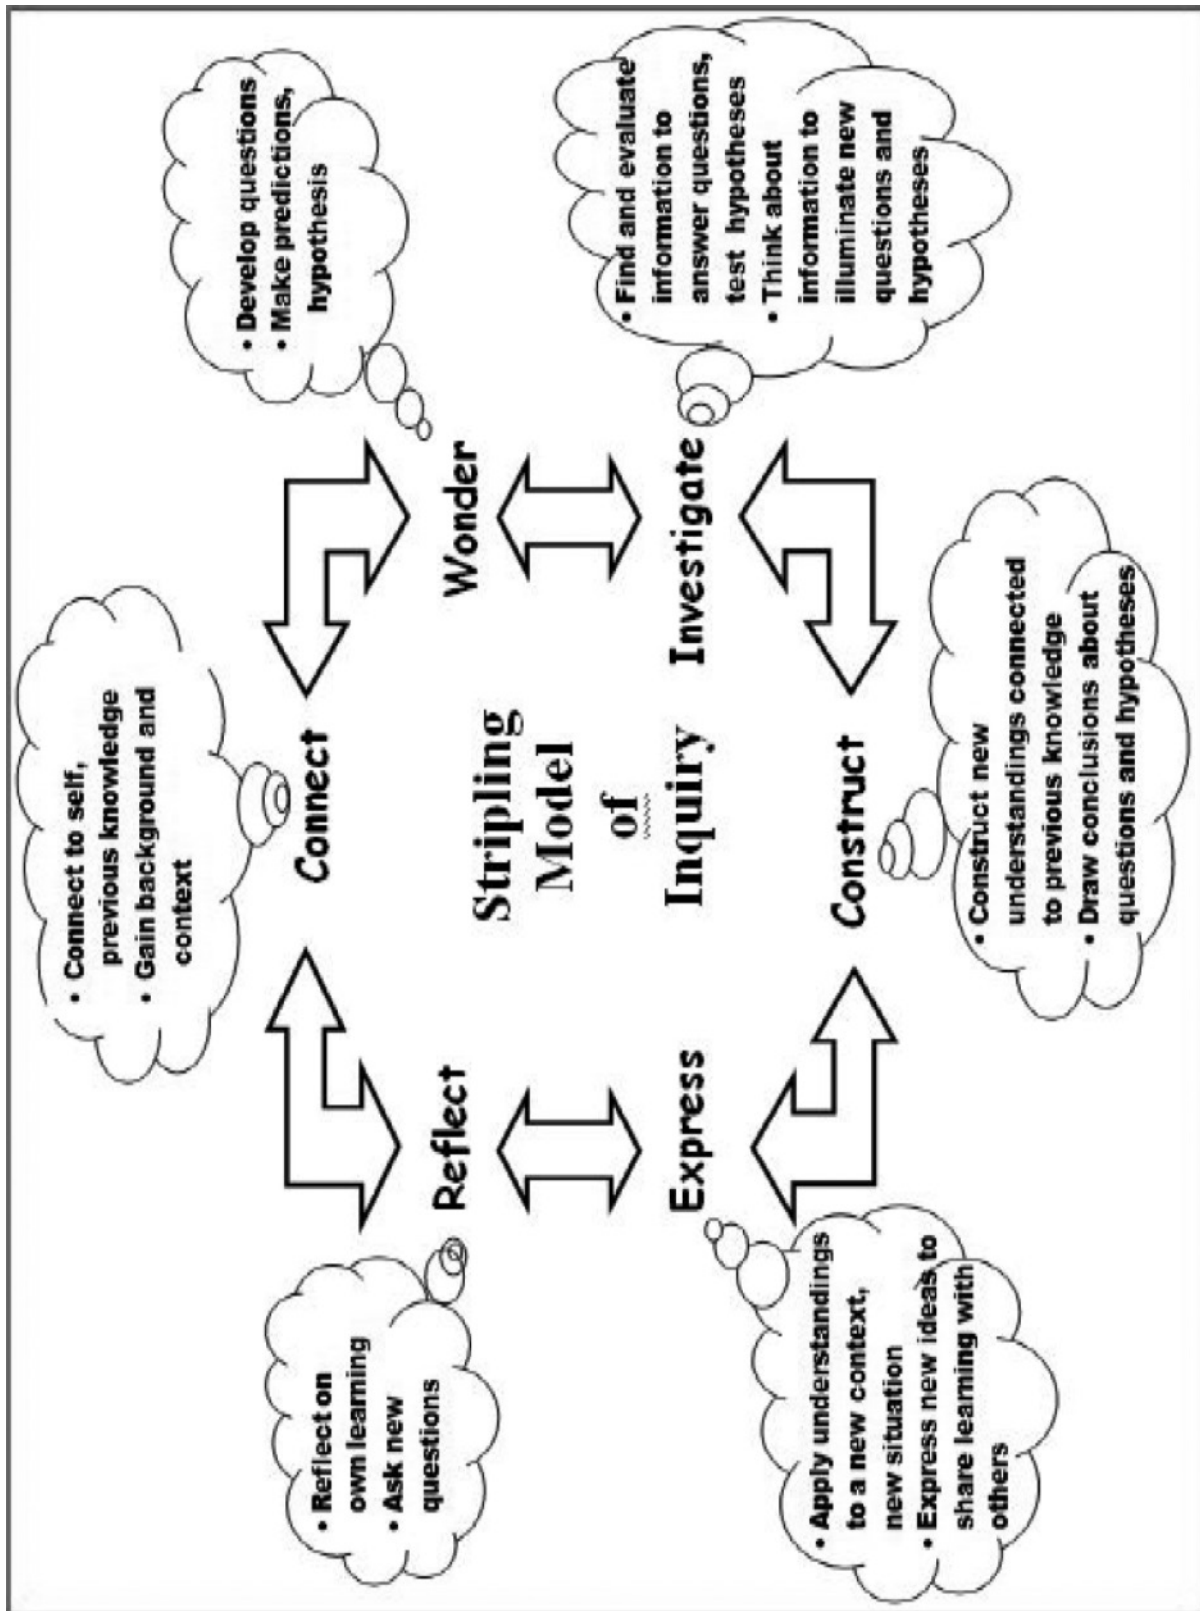 • Connect to self,
previous knowledge
• Gain background and
context
Connect
• Develop questions
• Make predictions,
hypothesis
Wonder
• Find and evaluate
information to
answer questions,
test hypotheses
• Think about
information to
illuminate new
questions and
hypotheses
Investigate
• Construct new
understandings connected
to previous knowledge
• Draw conclusions about
questions and hypotheses
Construct
• Apply understandings
to a new context,
new situation
• Express new ideas to
share learning with
others
Express
• Reflect on
own learning
• Ask new
questions
Reflect
Stripling
Model
of
Inquiry